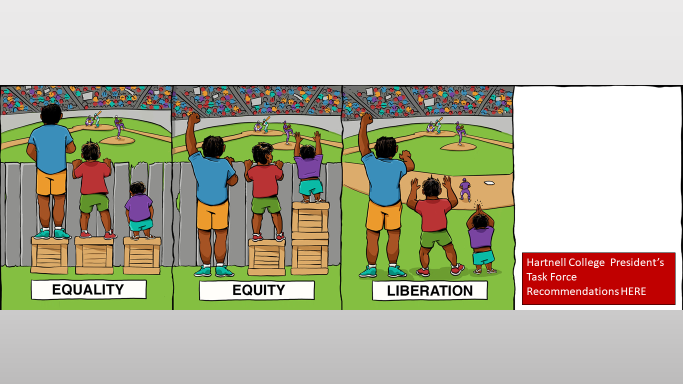 EQUALITY
EQUITY
LIBERATION
Hartnell College President's
Task Force
Recommendations HERE